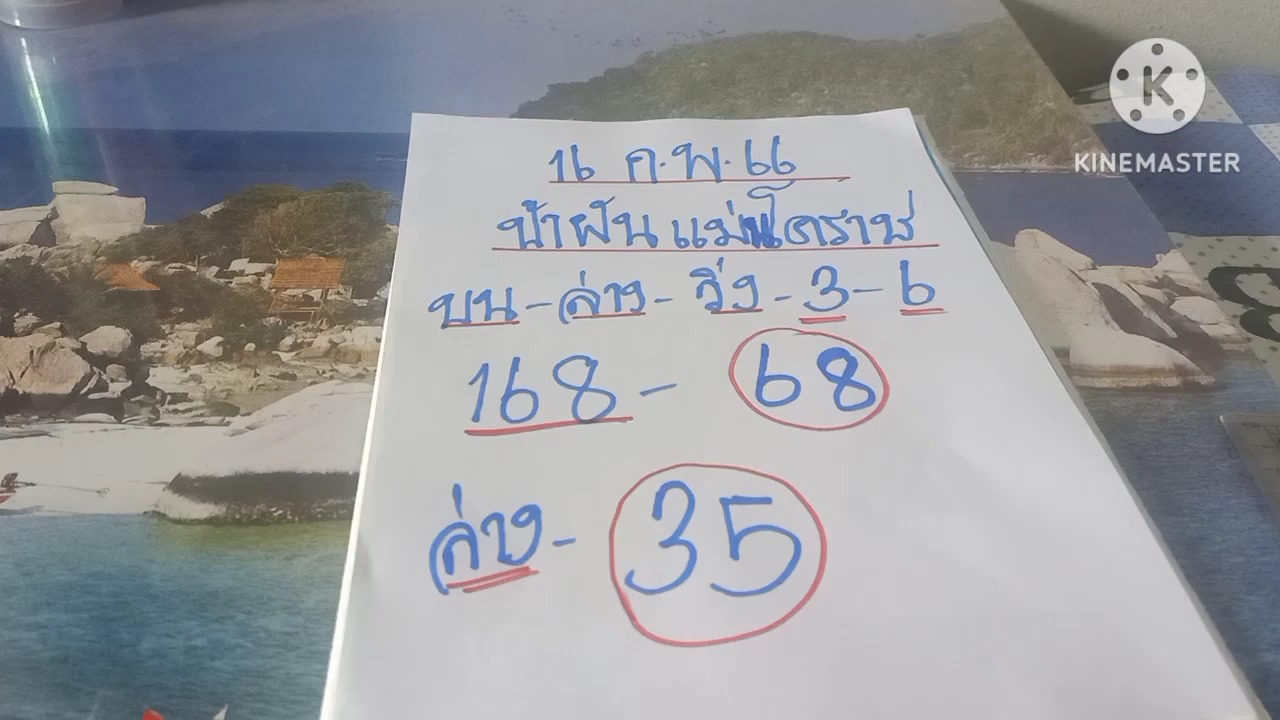 16 ก.พ.66
ป้าฝัน แม่นโคราช
บน-ล่าง-วิ่ง-3-6
168- 68
ล่าง- 35
KINEMASTER